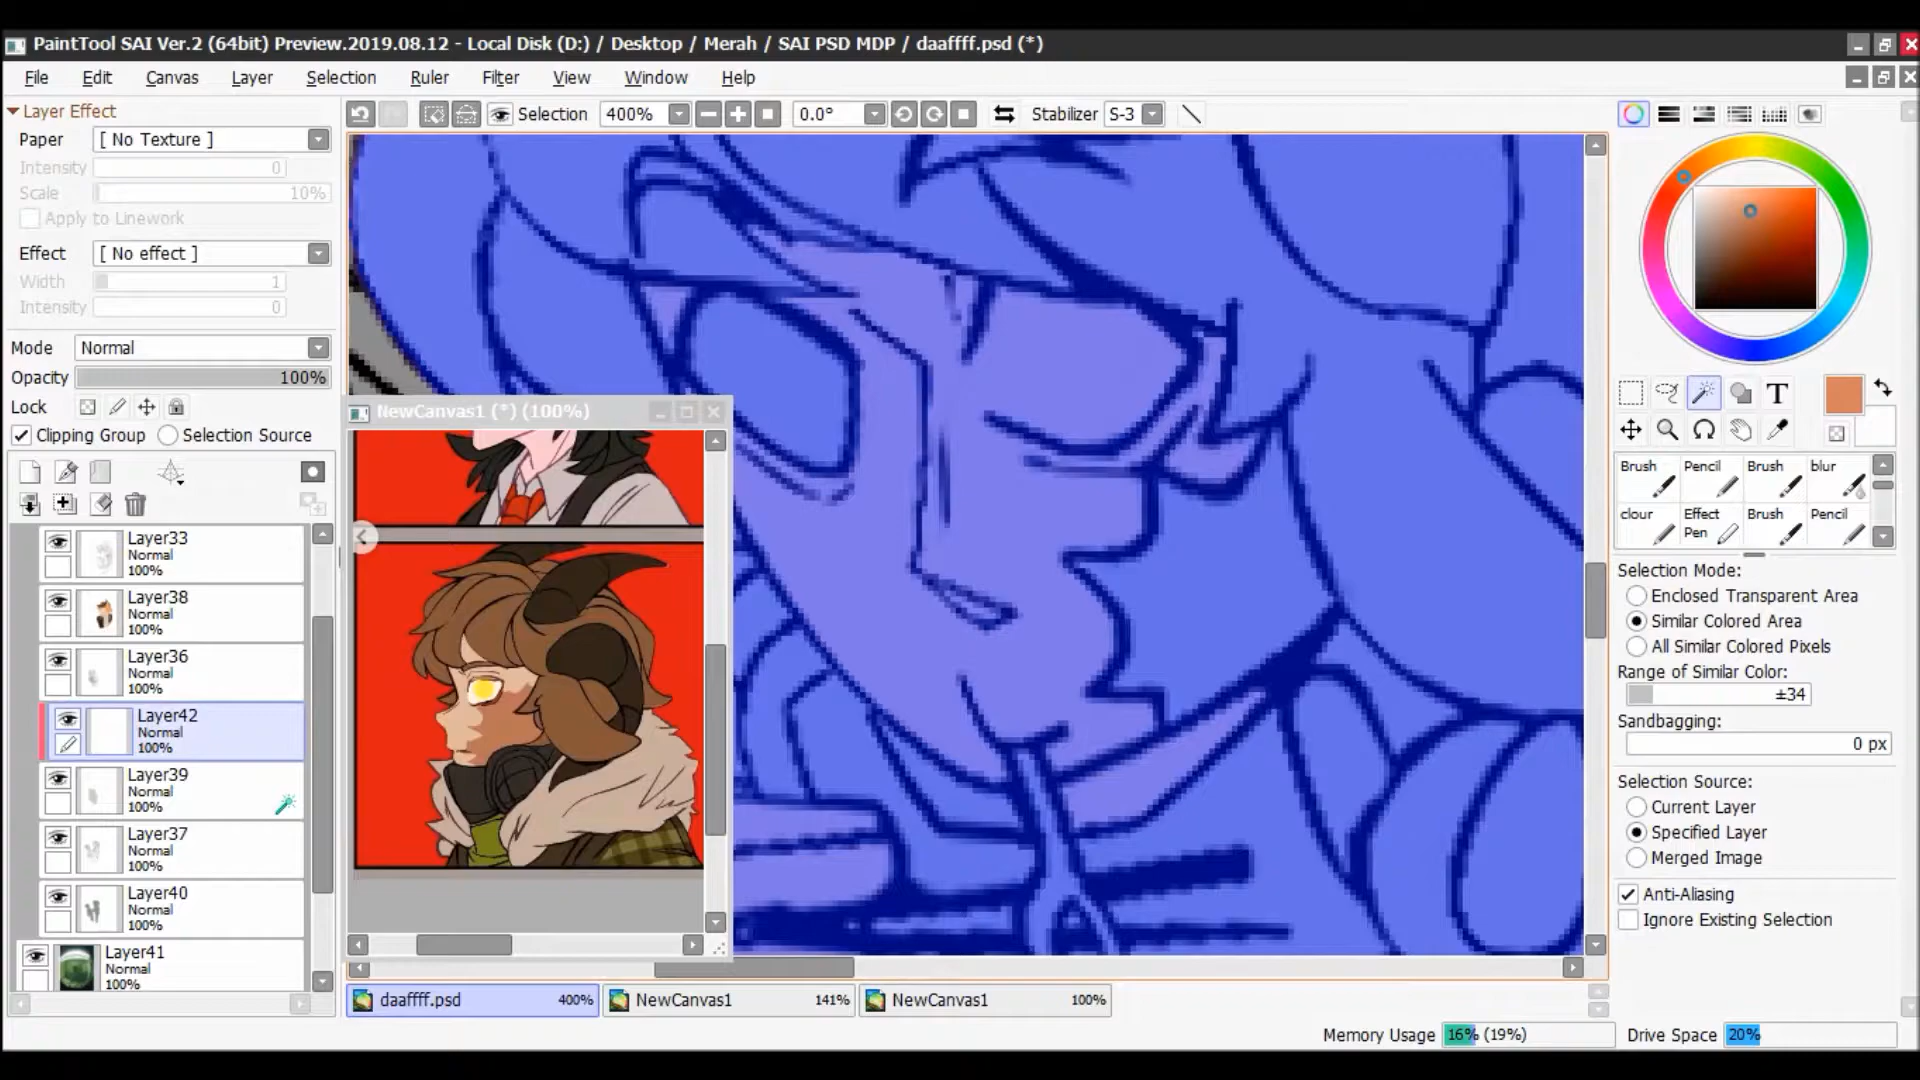 PaintTool SAI Ver.2 (64bit) Preview.2019.08.12 - Local Disk (D:) / Desktop / Merah / SAI PSD MDP / daaffff.psd (*)
File Edit Canvas Layer Selection Ruler Filter View Window Help
Layer Effect
Paper [ No Texture ]
Intensity 0
Scale 10%
Apply to Linework
Effect [ No effect ]
Width 1
Intensity 0
Mode Normal
Opacity 100%
Lock
Clipping Group Selection Source
Layer33
Normal
100%
Layer38
Normal
100%
Layer36
Normal
100%
Layer42
Normal
100%
Layer39
Normal
100%
Layer37
Normal
100%
Layer40
Normal
100%
Layer41
Normal
100%
Selection 400% 0.0° Stabilizer S-3
NewCanvas1 (*) (100%)
daaffff.psd 400% NewCanvas1 141% NewCanvas1 100%
T
Brush Pencil Brush blur
clour Effect Pen Brush Pencil
Selection Mode:
Enclosed Transparent Area
Similar Colored Area
All Similar Colored Pixels
Range of Similar Color:
±34
Sandbagging:
0 px
Selection Source:
Current Layer
Specified Layer
Merged Image
Anti-Aliasing
Ignore Existing Selection
Memory Usage 16% (19%) Drive Space 20%